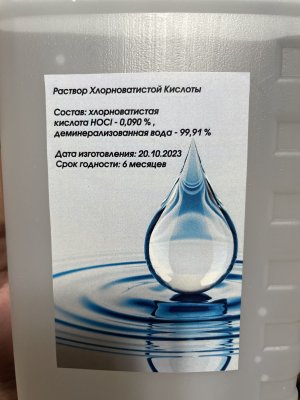 Раствор Хлорноватистой Кислоты
Состав: хлорноватистая
кислота HOCl - 0,090 % ,
деминерализованная вода - 99,91 %
Дата изготовления: 20.10.2023
Срок годности: 6 месяцев